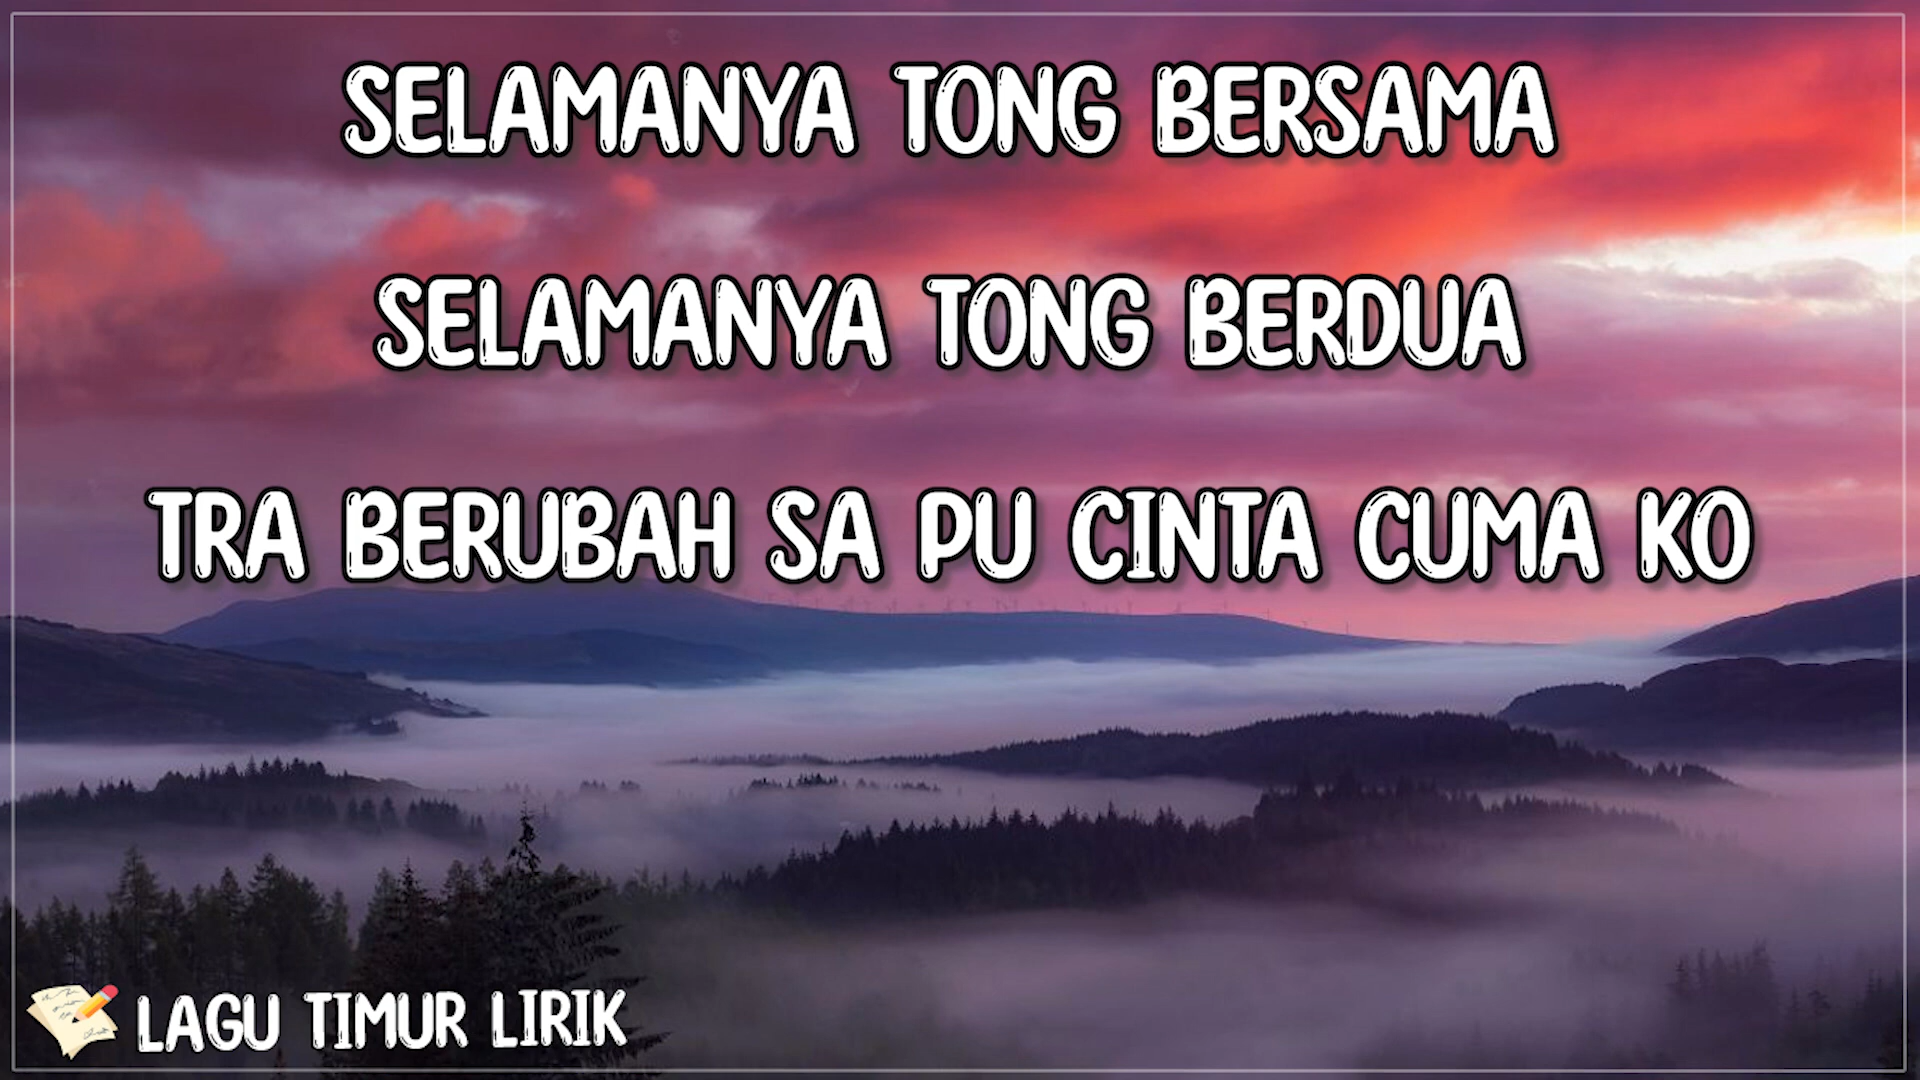 SELAMANYA TONG BERSAMA
SELAMANYA TONG BERDUA
TRA BERUBAH SA PU CINTA CUMA KO
LAGU TIMUR LIRIK